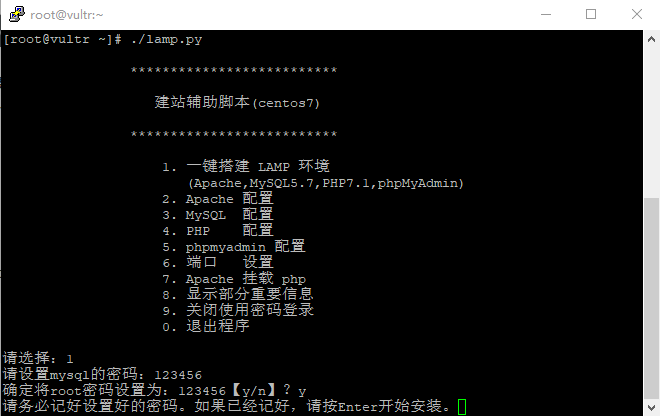 root@vultr:~
[root@vultr ~]# ./lamp.py
**************************
建站辅助脚本(centos7)
**************************
1. 一键搭建 LAMP 环境
(Apache,MySQL5.7,PHP7.1,phpMyAdmin)
2. Apache 配置
3. MySQL 配置
4. PHP 配置
5. phpmyadmin 配置
6. 端口 设置
7. Apache 挂载 php
8. 显示部分重要信息
9. 关闭使用密码登录
0. 退出程序
请选择：1
请设置mysql的密码：123456
确定将root密码设置为：123456【y/n】？y
请务必记好设置好的密码。如果已经记好，请按Enter开始安装。